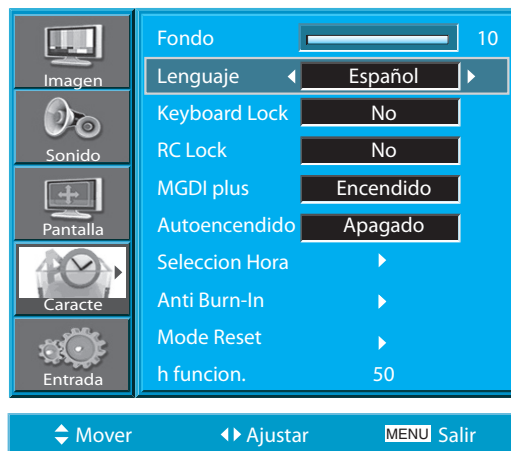 Imagen
Sonido
Pantalla
Caracte
Entrada
Fondo 10
Lenguaje Español
Keyboard Lock No
RC Lock No
MGDI plus Encendido
Autoencendido Apagado
Seleccion Hora
Anti Burn-In
Mode Reset
h funcion. 50
Mover Ajustar MENU Salir